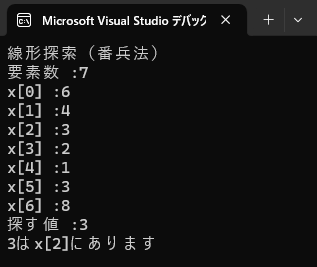 Microsoft Visual Studio デバック
線形探索（番兵法）
要素数 :7
x[0] :6
x[1] :4
x[2] :3
x[3] :2
x[4] :1
x[5] :3
x[6] :8
探す値 :3
3はx[2]にあります